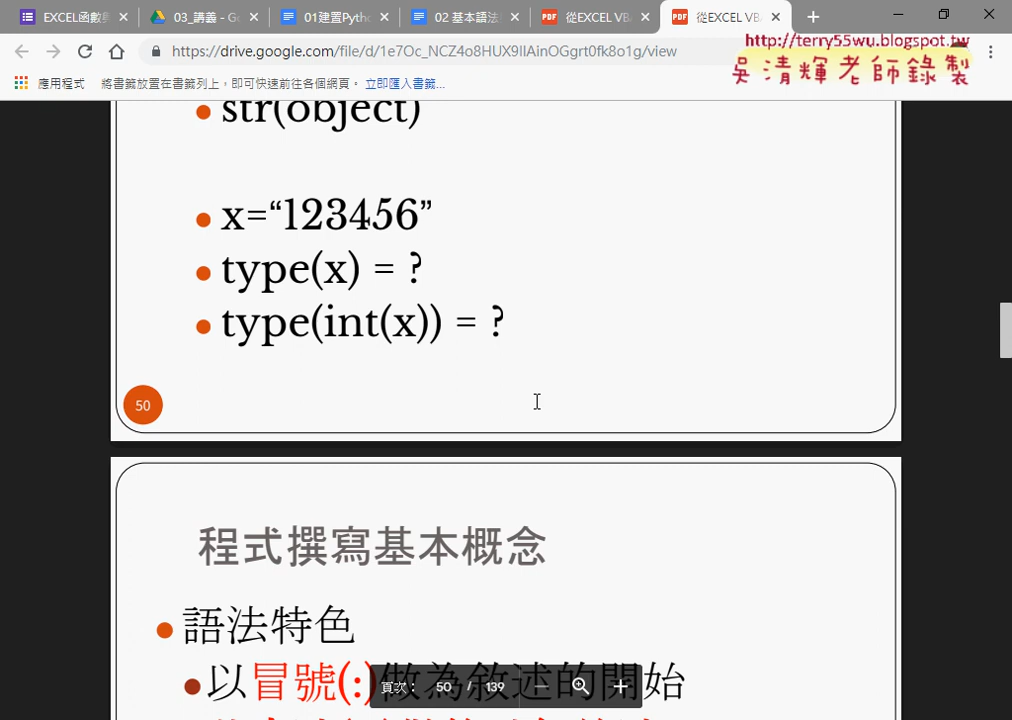 EXCEL函數
03_講義 - Go
01建置Pytho
02 基本語法
從EXCEL VBA
從EXCEL VBA
http://terry55wu.blogspot.tw
https://drive.google.com/file/d/1e7Oc_NCZ4o8HUX9IlAinOGgrt0fk8o1g/view
吳清輝老師錄製
應用程式
將書籤放置在書籤列上，即可快速前往各個網頁。
立即匯入書籤...
str(object)
x=“123456”
type(x) = ?
type(int(x)) = ?
50
程式撰寫基本概念
語法特色
以冒號(:)做為敘述的開始
頁次： 50 / 139